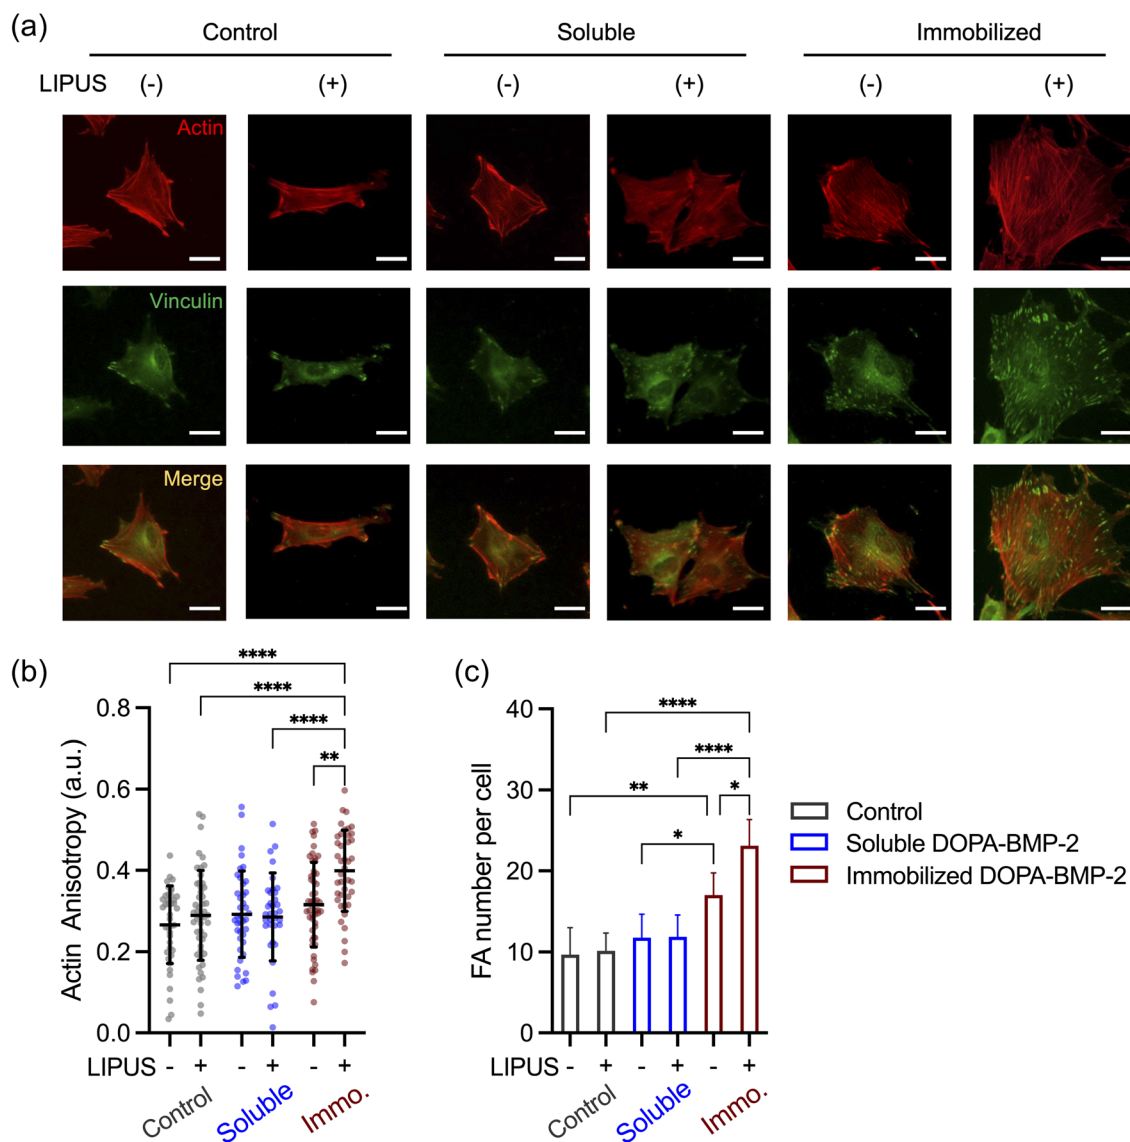 (a)
Control Soluble Immobilized
LIPUS (-) (+) (-) (+) (-) (+)
Actin
Vinculin
Merge
(b)
****
****
****
**
0.8
0.6
0.4
0.2
0.0
Actin Anisotropy (a.u.)
LIPUS - + - + - +
Control Soluble Immo.
(c)
****
****
**
*
*
40
30
20
10
0
FA number per cell
LIPUS - + - + - +
Control Soluble Immo.
Control
Soluble DOPA-BMP-2
Immobilized DOPA-BMP-2